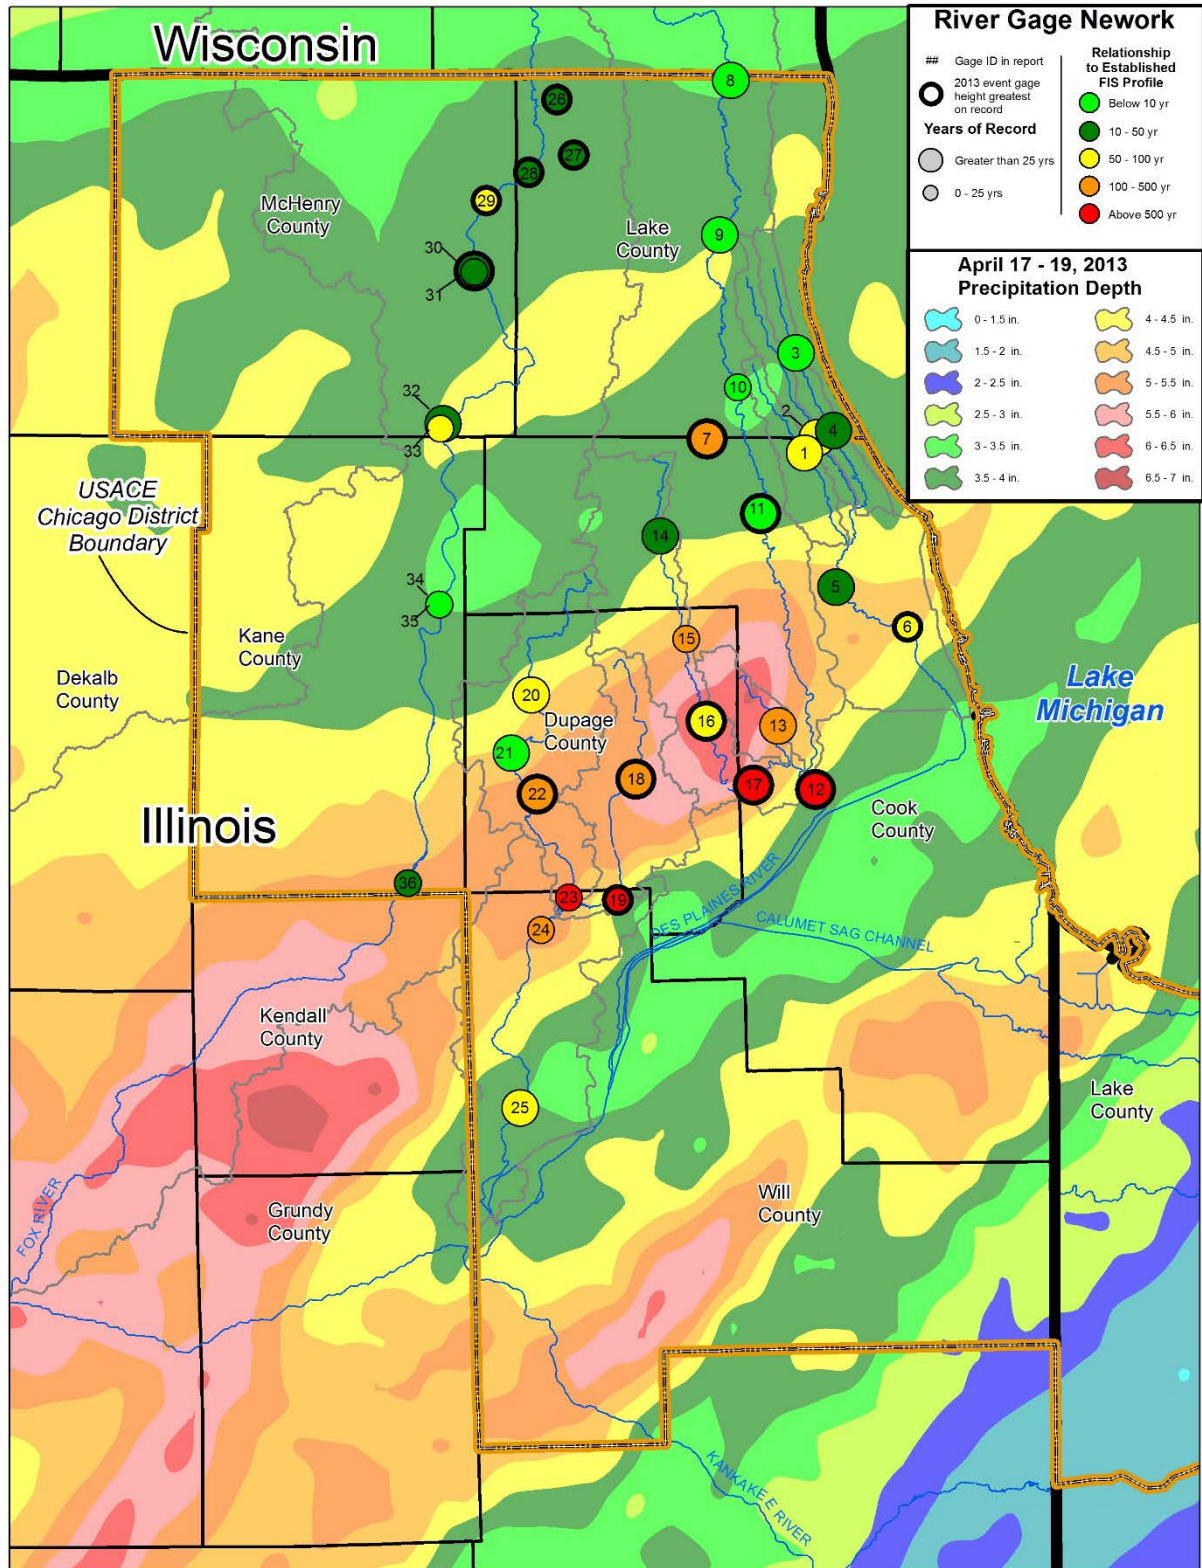 Wisconsin
River Gage Nework
## Gage ID in report
2013 event gage
height greatest
on record
Years of Record
Greater than 25 yrs
0 - 25 yrs
Relationship
to Established
FIS Profile
Below 10 yr
10 - 50 yr
50 - 100 yr
100 - 500 yr
Above 500 yr
April 17 - 19, 2013
Precipitation Depth
0 - 1.5 in.
1.5 - 2 in.
2 - 2.5 in.
2.5 - 3 in.
3 - 3.5 in.
3.5 - 4 in.
4 - 4.5 in.
4.5 - 5 in.
5 - 5.5 in.
5.5 - 6 in.
6 - 6.5 in.
6.5 - 7 in.
8
26
27
28
29
McHenry
County
Lake
County
9
30
31
3
10
32
33
2
4
1
7
USACE
Chicago District
Boundary
11
14
5
34
35
6
15
Kane
County
Dekalb
County
Lake
Michigan
20
Dupage
County
16
13
21
18
17
12
22
Illinois
Cook
County
36
23
19
24
DES PLAINES RIVER
CALUMET SAG CHANNEL
Kendall
County
25
Lake
County
Will
County
Grundy
County
FOX RIVER
KANKAKE E RIVER